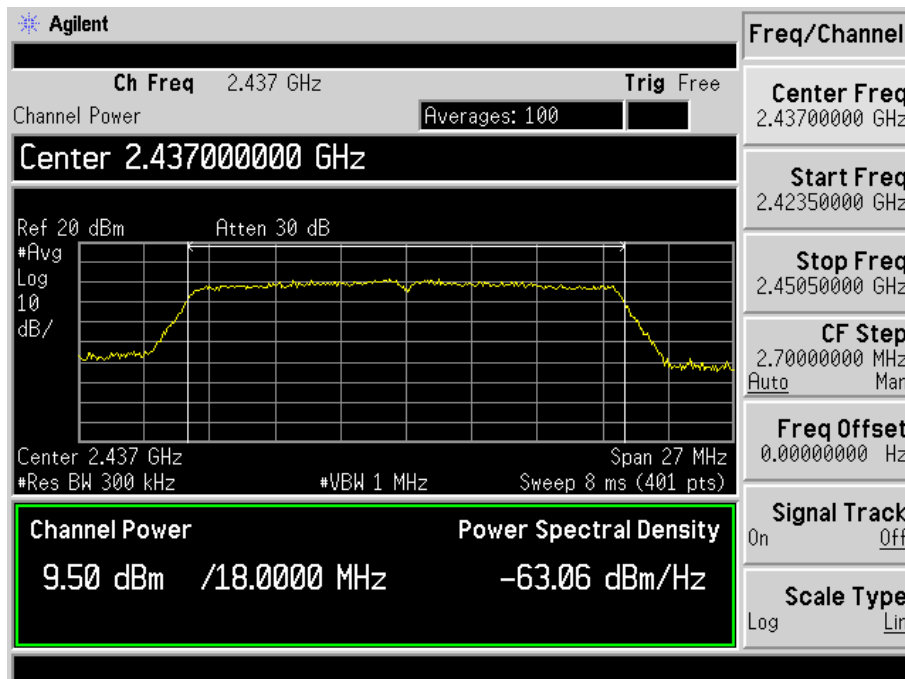 Agilent
Freq/Channel
Ch Freq 2.437 GHz Trig Free
Channel Power Averages: 100
Center 2.437000000 GHz
Ref 20 dBm Atten 30 dB
#Avg
Log
10
dB/
Center 2.437 GHz Span 27 MHz
#Res BW 300 kHz #VBW 1 MHz Sweep 8 ms (401 pts)
Channel Power Power Spectral Density
9.50 dBm /18.0000 MHz -63.06 dBm/Hz
Center Freq
2.43700000 GHz
Start Freq
2.42350000 GHz
Stop Freq
2.45050000 GHz
CF Step
2.70000000 MHz
Auto Man
Freq Offset
0.00000000 Hz
Signal Track
On Off
Scale Type
Log Lin